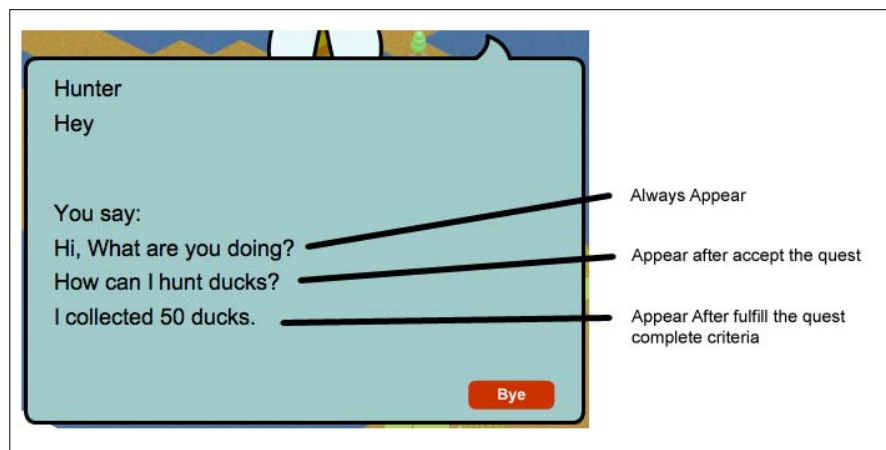 Hunter
Hey
You say:
Hi, What are you doing?
How can I hunt ducks?
I collected 50 ducks.
Bye
Always Appear
Appear after accept the quest
Appear After fulfill the quest
complete criteria